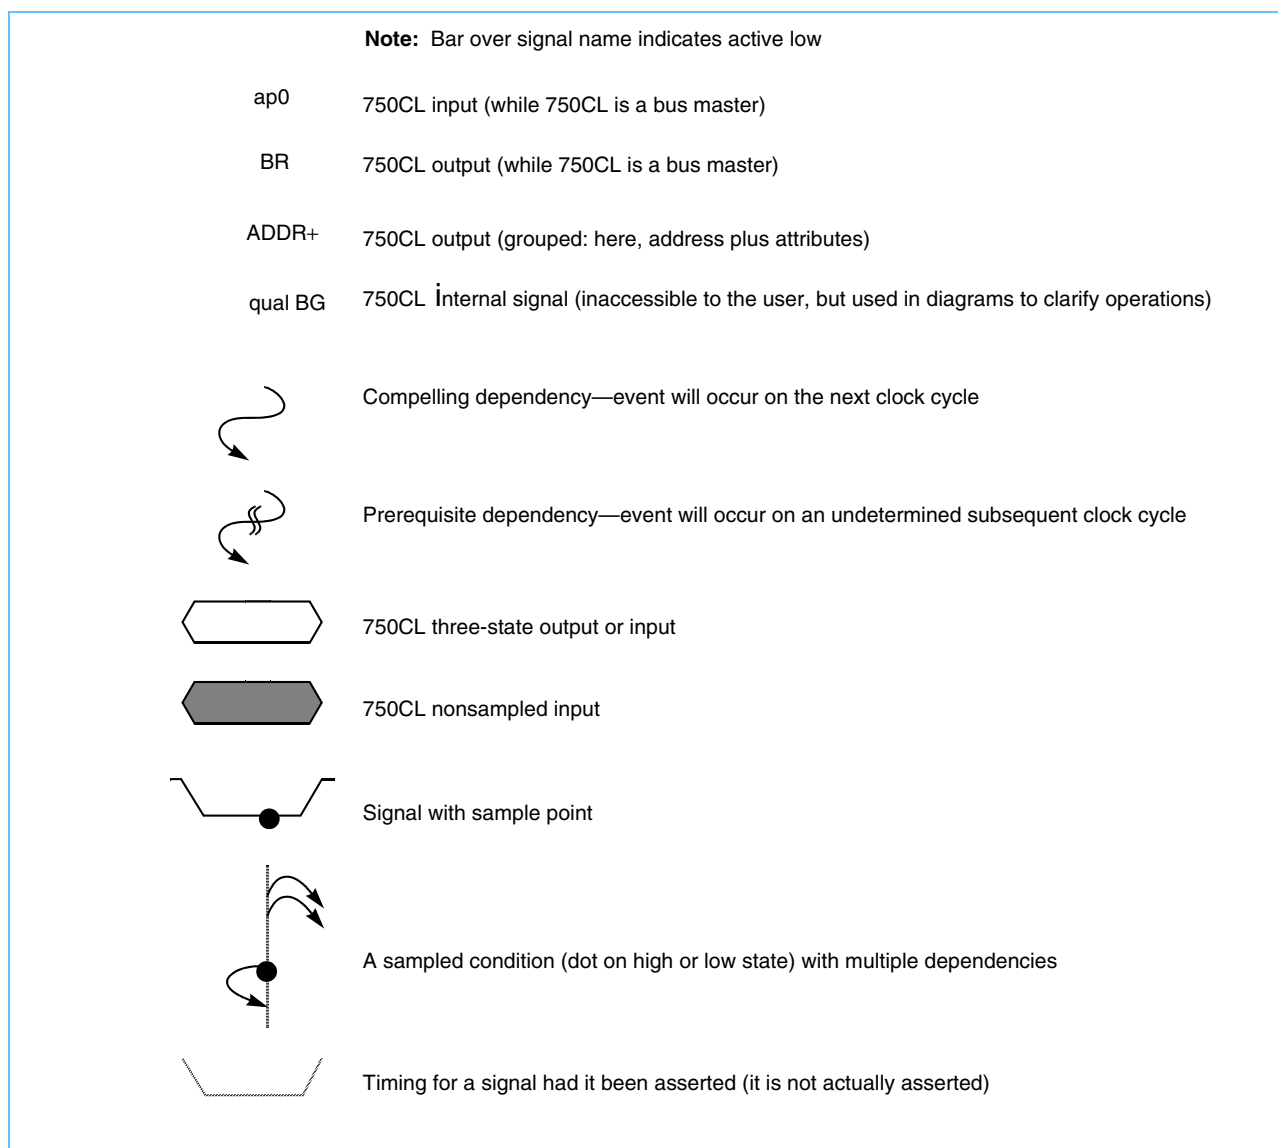 Note: Bar over signal name indicates active low
ap0 750CL input (while 750CL is a bus master)
BR 750CL output (while 750CL is a bus master)
ADDR+ 750CL output (grouped: here, address plus attributes)
qual BG 750CL internal signal (inaccessible to the user, but used in diagrams to clarify operations)
Compelling dependency—event will occur on the next clock cycle
Prerequisite dependency—event will occur on an undetermined subsequent clock cycle
750CL three-state output or input
750CL nonsampled input
Signal with sample point
A sampled condition (dot on high or low state) with multiple dependencies
Timing for a signal had it been asserted (it is not actually asserted)